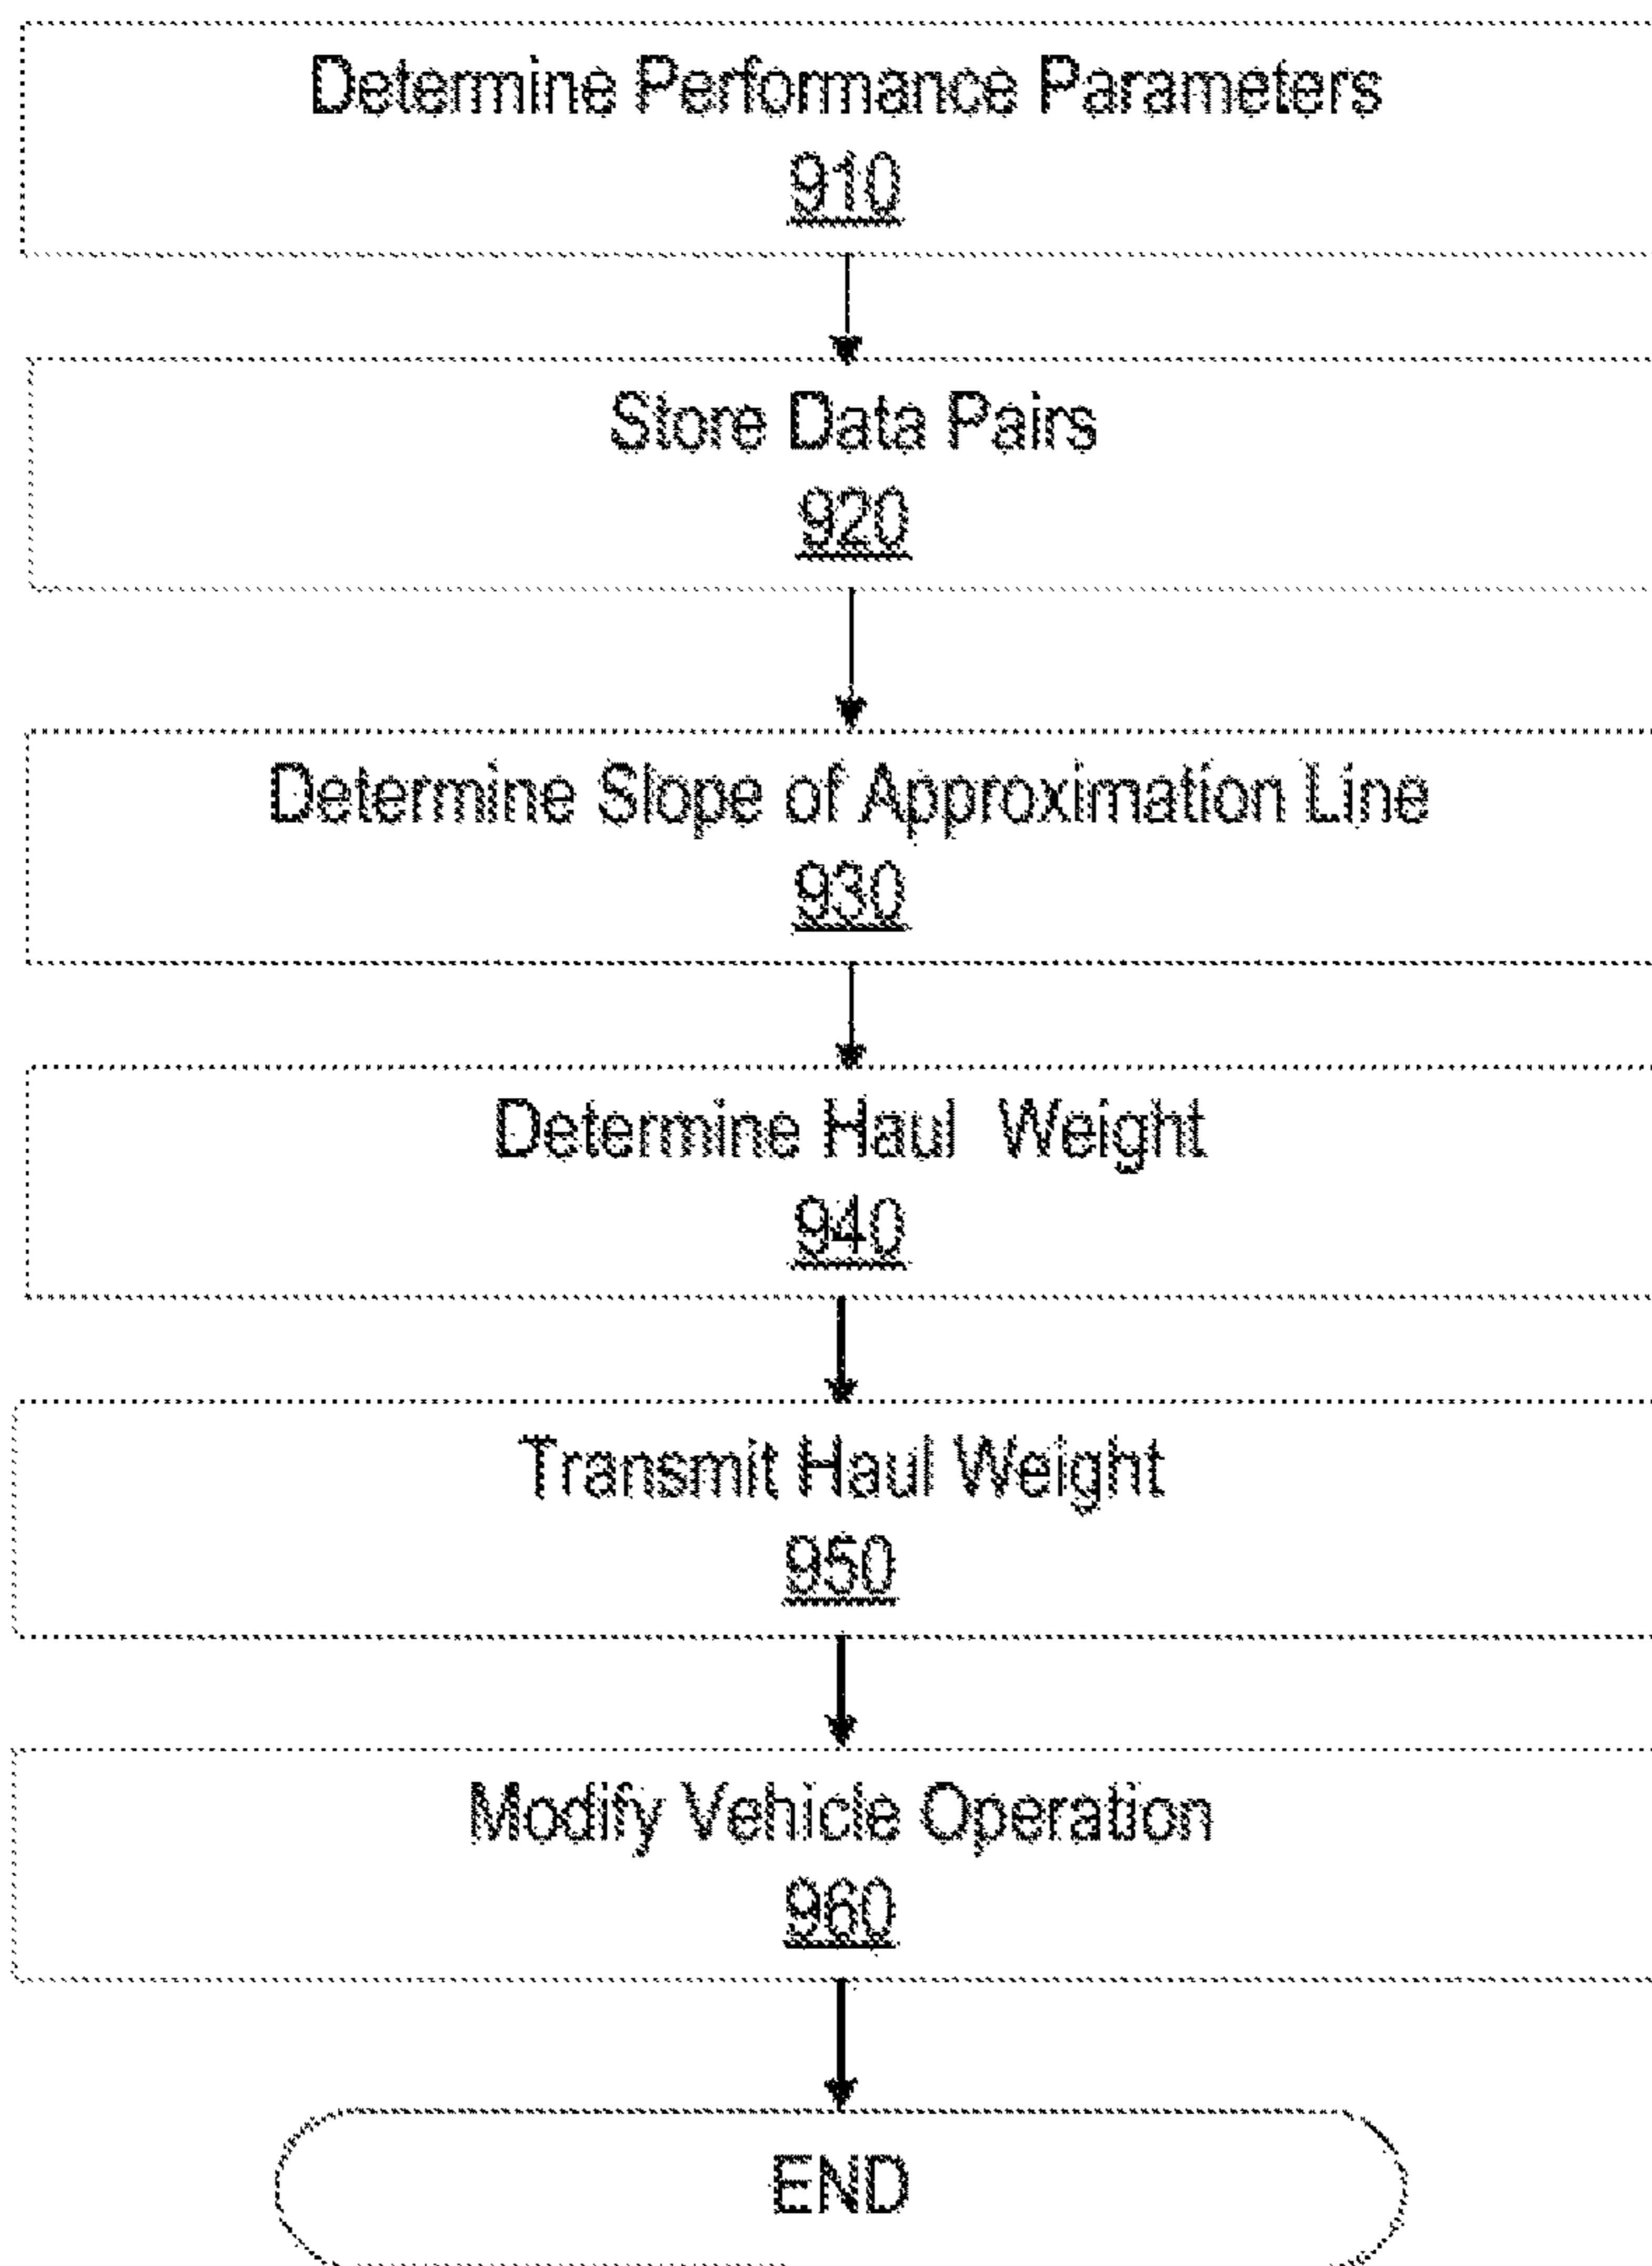 Determine Performance Parameters
910
Store Data Pairs
920
Determine Slope of Approximation Line
930
Determine Haul Weight
940
Transmit Haul Weight
950
Modify Vehicle Operation
960
END